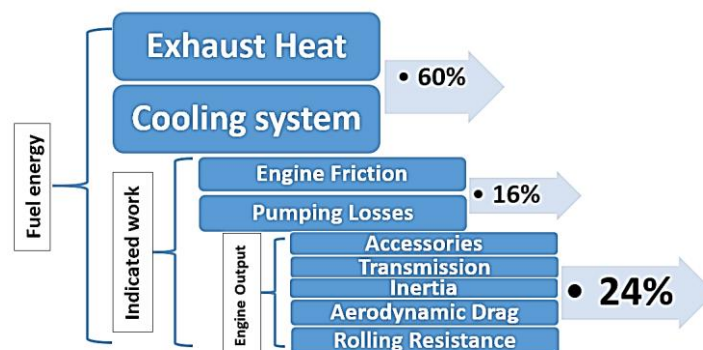 Fuel energy
Exhaust Heat
Cooling system
• 60%
Indicated work
Engine Friction
Pumping Losses
• 16%
Engine Output
Accessories
Transmission
Inertia
Aerodynamic Drag
Rolling Resistance
• 24%